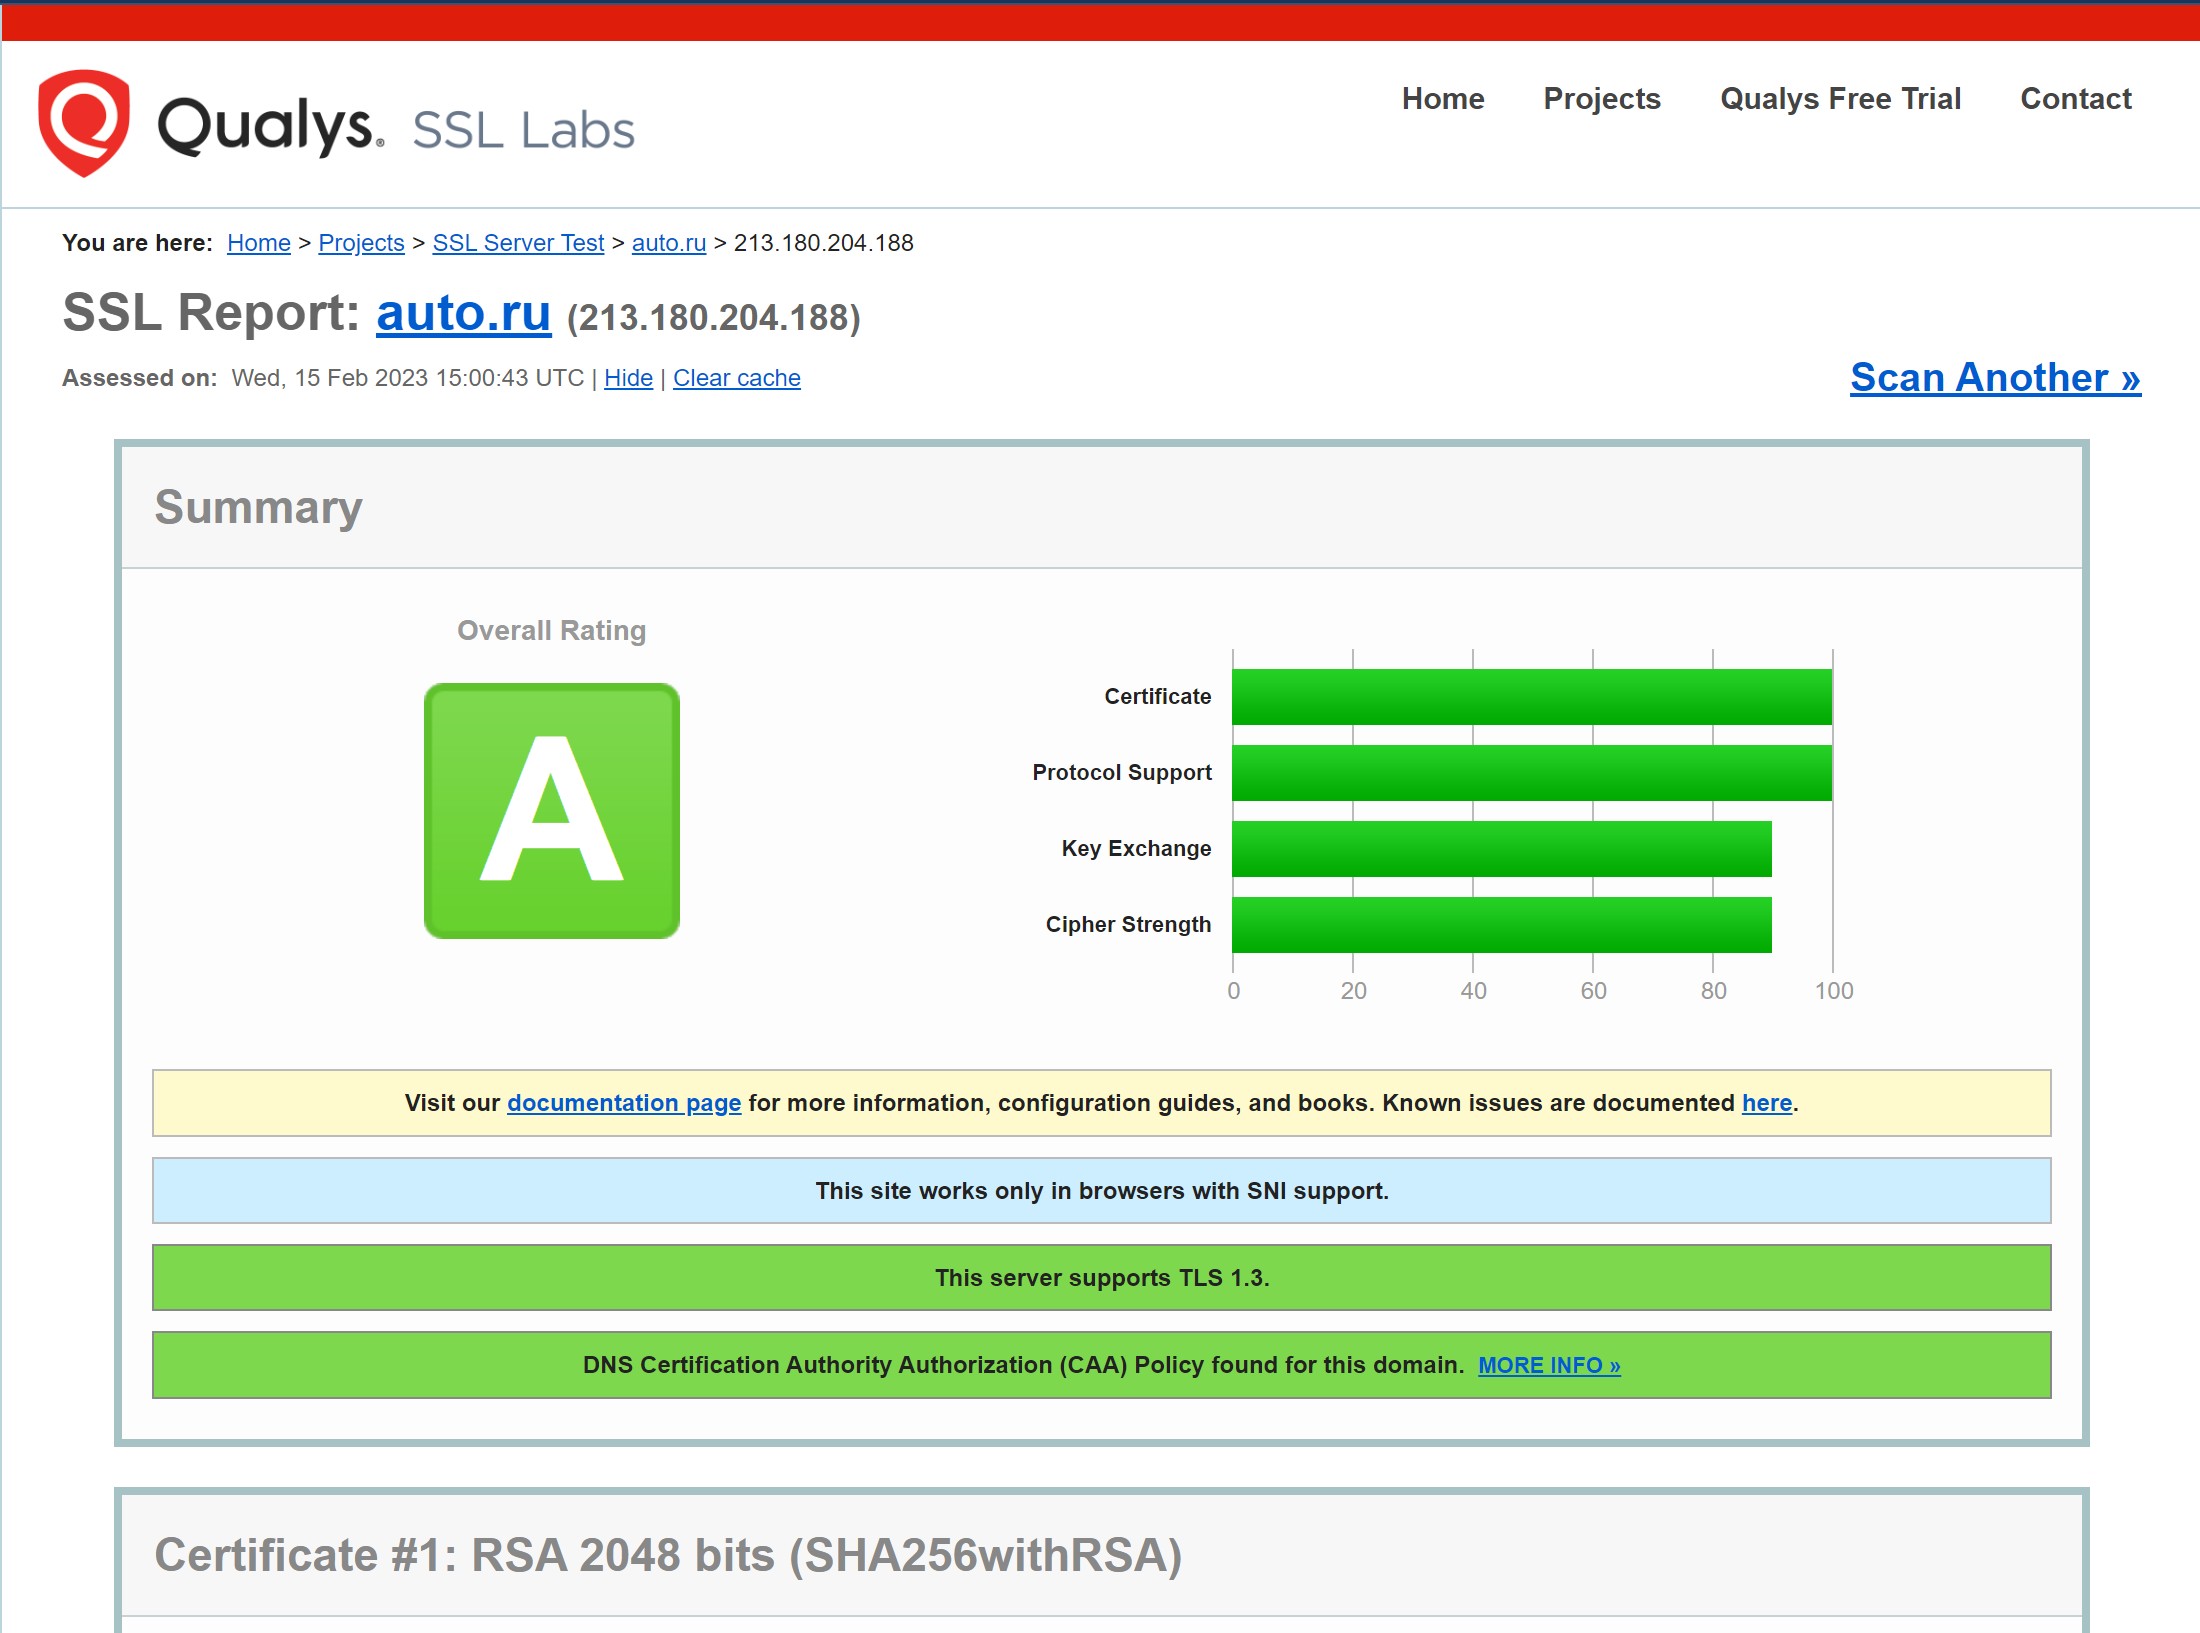 Qualys® SSL Labs
Home Projects Qualys Free Trial Contact
You are here: Home > Projects > SSL Server Test > auto.ru > 213.180.204.188
SSL Report: auto.ru (213.180.204.188)
Assessed on: Wed, 15 Feb 2023 15:00:43 UTC | Hide | Clear cache
Scan Another »
Summary
Overall Rating
A
Certificate
Protocol Support
Key Exchange
Cipher Strength
0 20 40 60 80 100
Visit our documentation page for more information, configuration guides, and books. Known issues are documented here.
This site works only in browsers with SNI support.
This server supports TLS 1.3.
DNS Certification Authority Authorization (CAA) Policy found for this domain. MORE INFO »
Certificate #1: RSA 2048 bits (SHA256withRSA)